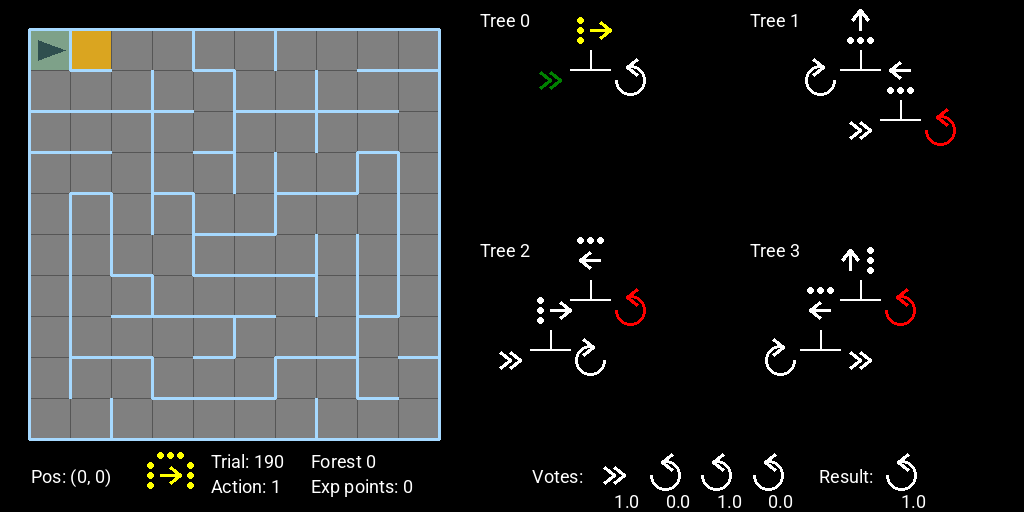 Tree 0
Tree 1
Tree 2
Tree 3
Pos: (0, 0)
Trial: 190
Forest 0
Action: 1
Exp points: 0
Votes:
Result:
1.0
0.0
1.0
0.0
1.0